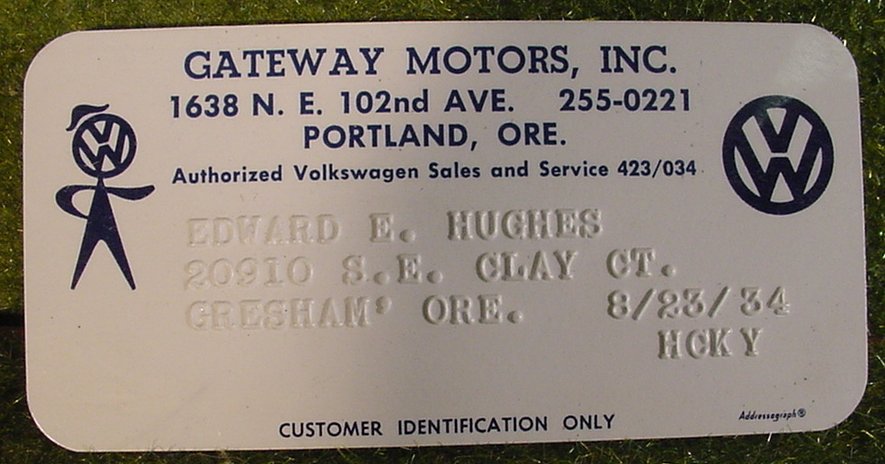 GATEWAY MOTORS, INC.
1638 N. E. 102nd AVE. 255-0221
PORTLAND, ORE.
Authorized Volkswagen Sales and Service 423/034
EDWARD E. HUGHES
20910 S.E. CLAY CT.
GRESHAM' ORE. 8/23/34
HCKY
Addressograph®
CUSTOMER IDENTIFICATION ONLY